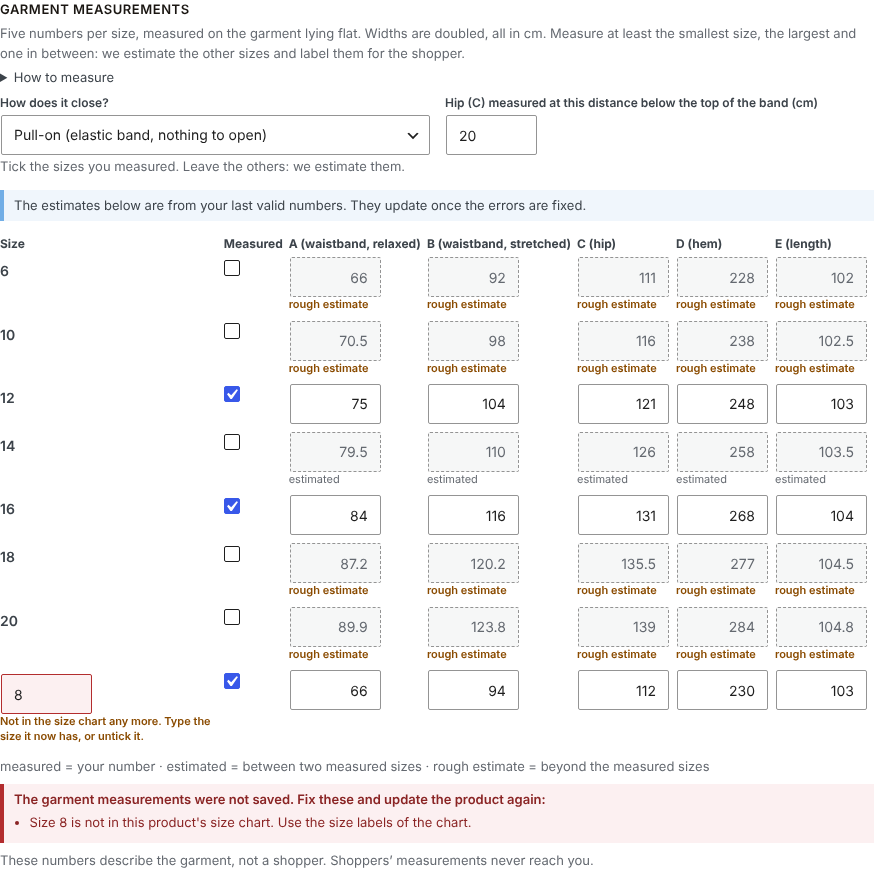 GARMENT MEASUREMENTS
Five numbers per size, measured on the garment lying flat. Widths are doubled, all in cm. Measure at least the smallest size, the largest and
one in between: we estimate the other sizes and label them for the shopper.
How to measure
How does it close?
Hip (C) measured at this distance below the top of the band (cm)
Pull-on (elastic band, nothing to open)
20
Tick the sizes you measured. Leave the others: we estimate them.
The estimates below are from your last valid numbers. They update once the errors are fixed.
Size Measured A (waistband, relaxed) B (waistband, stretched) C (hip) D (hem) E (length)
6 66 92 111 228 102
rough estimate rough estimate rough estimate rough estimate rough estimate
10 70.5 98 116 238 102.5
rough estimate rough estimate rough estimate rough estimate rough estimate
12 75 104 121 248 103
14 79.5 110 126 258 103.5
estimated estimated estimated estimated estimated
16 84 116 131 268 104
18 87.2 120.2 135.5 277 104.5
rough estimate rough estimate rough estimate rough estimate rough estimate
20 89.9 123.8 139 284 104.8
rough estimate rough estimate rough estimate rough estimate rough estimate
8 66 94 112 230 103
Not in the size chart any more. Type the
size it now has, or untick it.
measured = your number · estimated = between two measured sizes · rough estimate = beyond the measured sizes
The garment measurements were not saved. Fix these and update the product again:
• Size 8 is not in this product's size chart. Use the size labels of the chart.
These numbers describe the garment, not a shopper. Shoppers’ measurements never reach you.